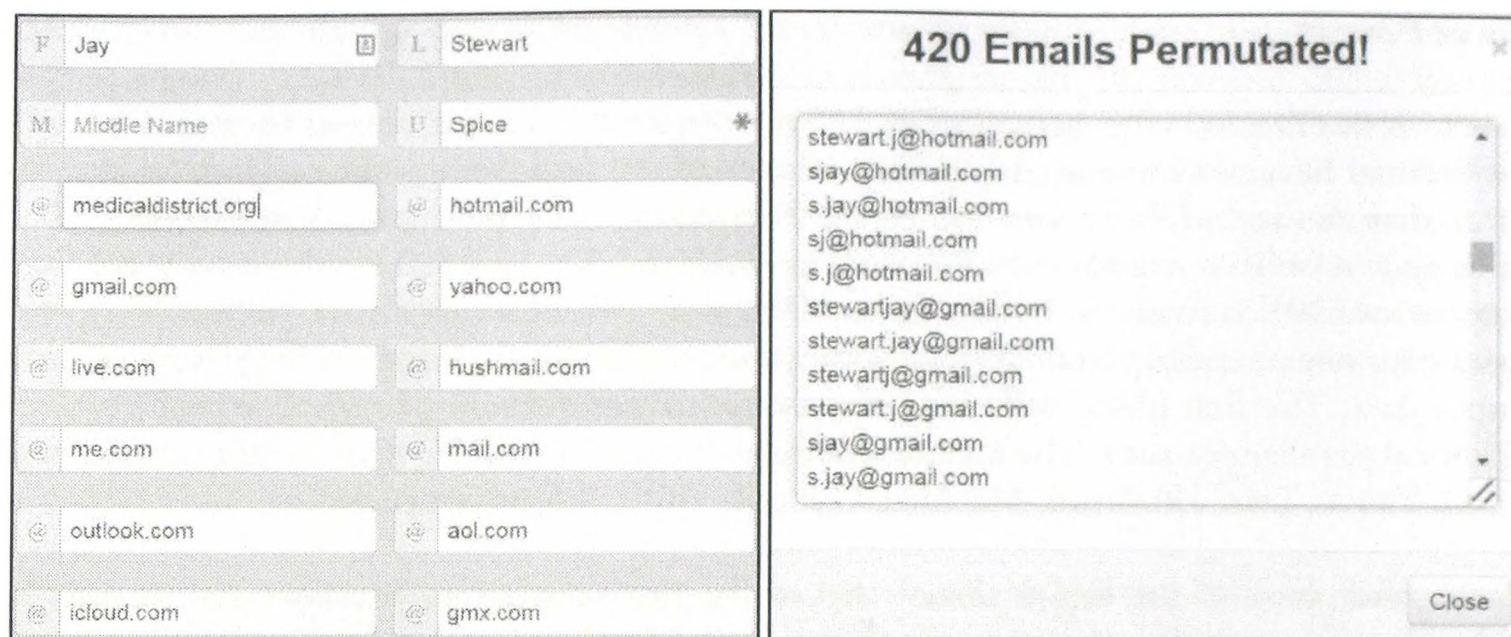 F Jay L Stewart
M Middle Name U Spice *
@ medicaldistrict.org @ hotmail.com
@ gmail.com @ yahoo.com
@ live.com @ hushmail.com
@ me.com @ mail.com
@ outlook.com @ aol.com
@ icloud.com @ gmx.com
420 Emails Permutated! ×
stewart.j@hotmail.com
sjay@hotmail.com
s.jay@hotmail.com
sj@hotmail.com
s.j@hotmail.com
stewartjay@gmail.com
stewart.jay@gmail.com
stewartj@gmail.com
stewart.j@gmail.com
sjay@gmail.com
s.jay@gmail.com
Close